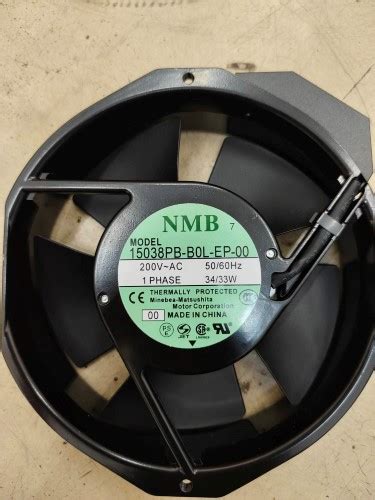 NMB 7
MODEL
15038PB-B0L-EP-00
200V~AC 50/60Hz
1 PHASE 34/33W
THERMALLY PROTECTED
Minebea-Matsushita
Motor Corporation
00 MADE IN CHINA